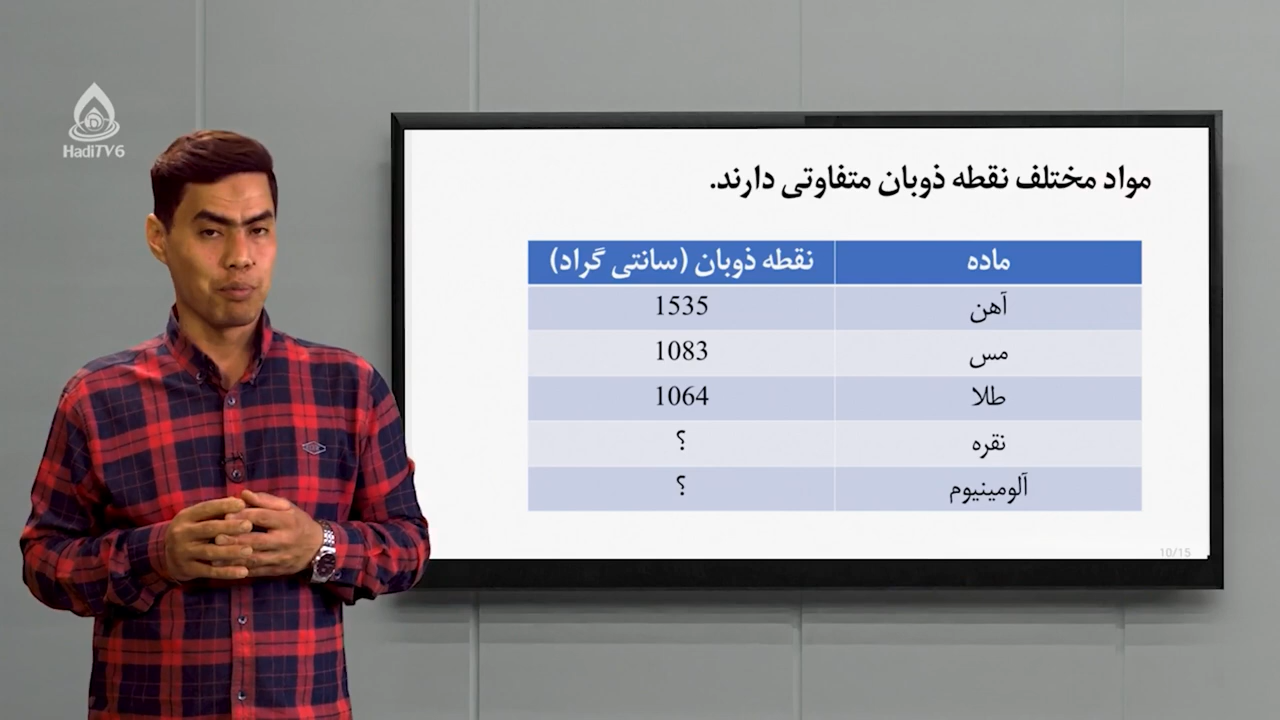 HadiTV6
مواد مختلف نقطه ذوبان متفاوتی دارند.
ماده نقطه ذوبان (سانتی گراد)
آهن 1535
مس 1083
طلا 1064
نقره ؟
آلومینیوم ؟
10/15